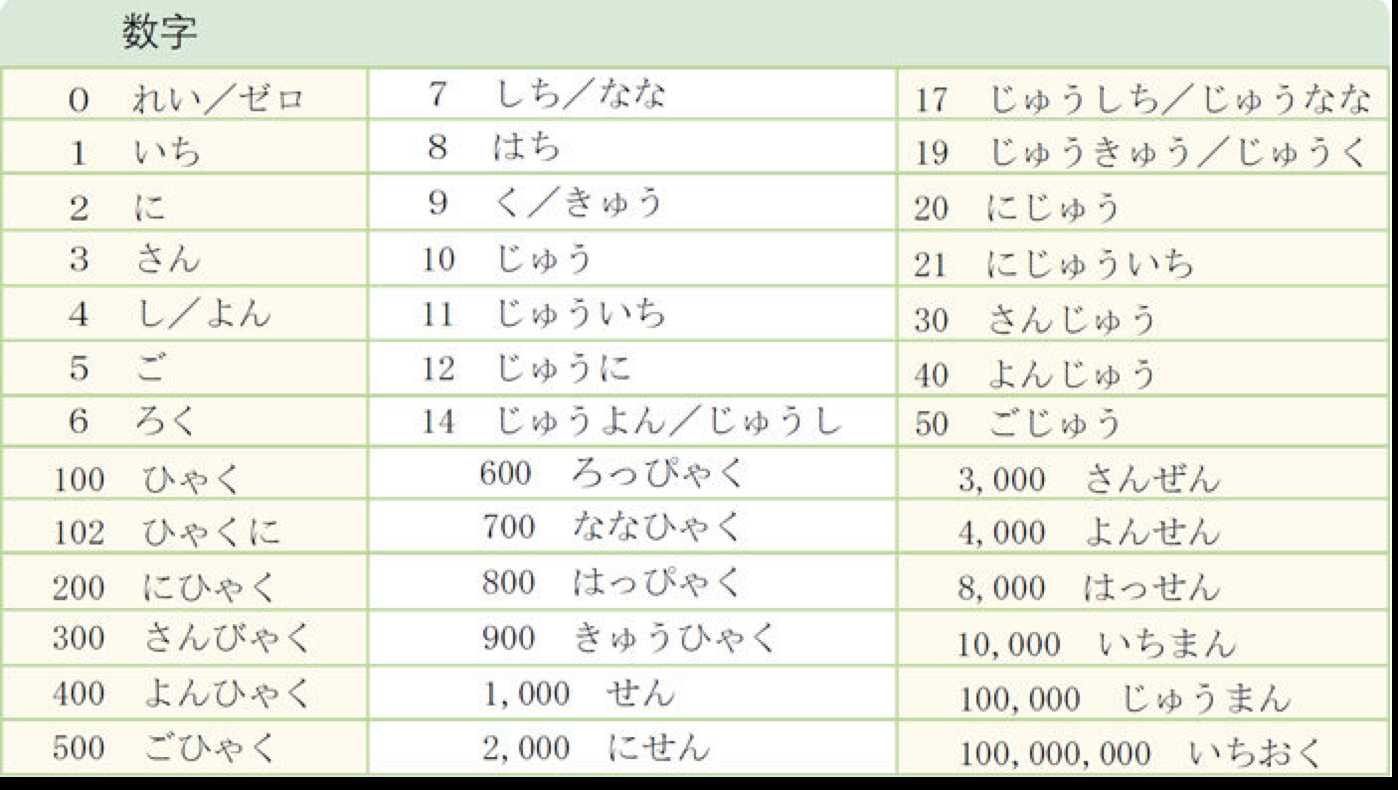 数字
0 れい／ゼロ 7 しち／なな 17 じゅうしち／じゅうなな
1 いち 8 はち 19 じゅうきゅう／じゅうく
2 に 9 く／きゅう 20 にじゅう
3 さん 10 じゅう 21 にじゅういち
4 し／よん 11 じゅういち 30 さんじゅう
5 ご 12 じゅうに 40 よんじゅう
6 ろく 14 じゅうよん／じゅうし 50 ごじゅう
100 ひゃく 600 ろっぴゃく 3,000 さんぜん
102 ひゃくに 700 ななひゃく 4,000 よんせん
200 にひゃく 800 はっぴゃく 8,000 はっせん
300 さんびゃく 900 きゅうひゃく 10,000 いちまん
400 よんひゃく 1,000 せん 100,000 じゅうまん
500 ごひゃく 2,000 にせん 100,000,000 いちおく